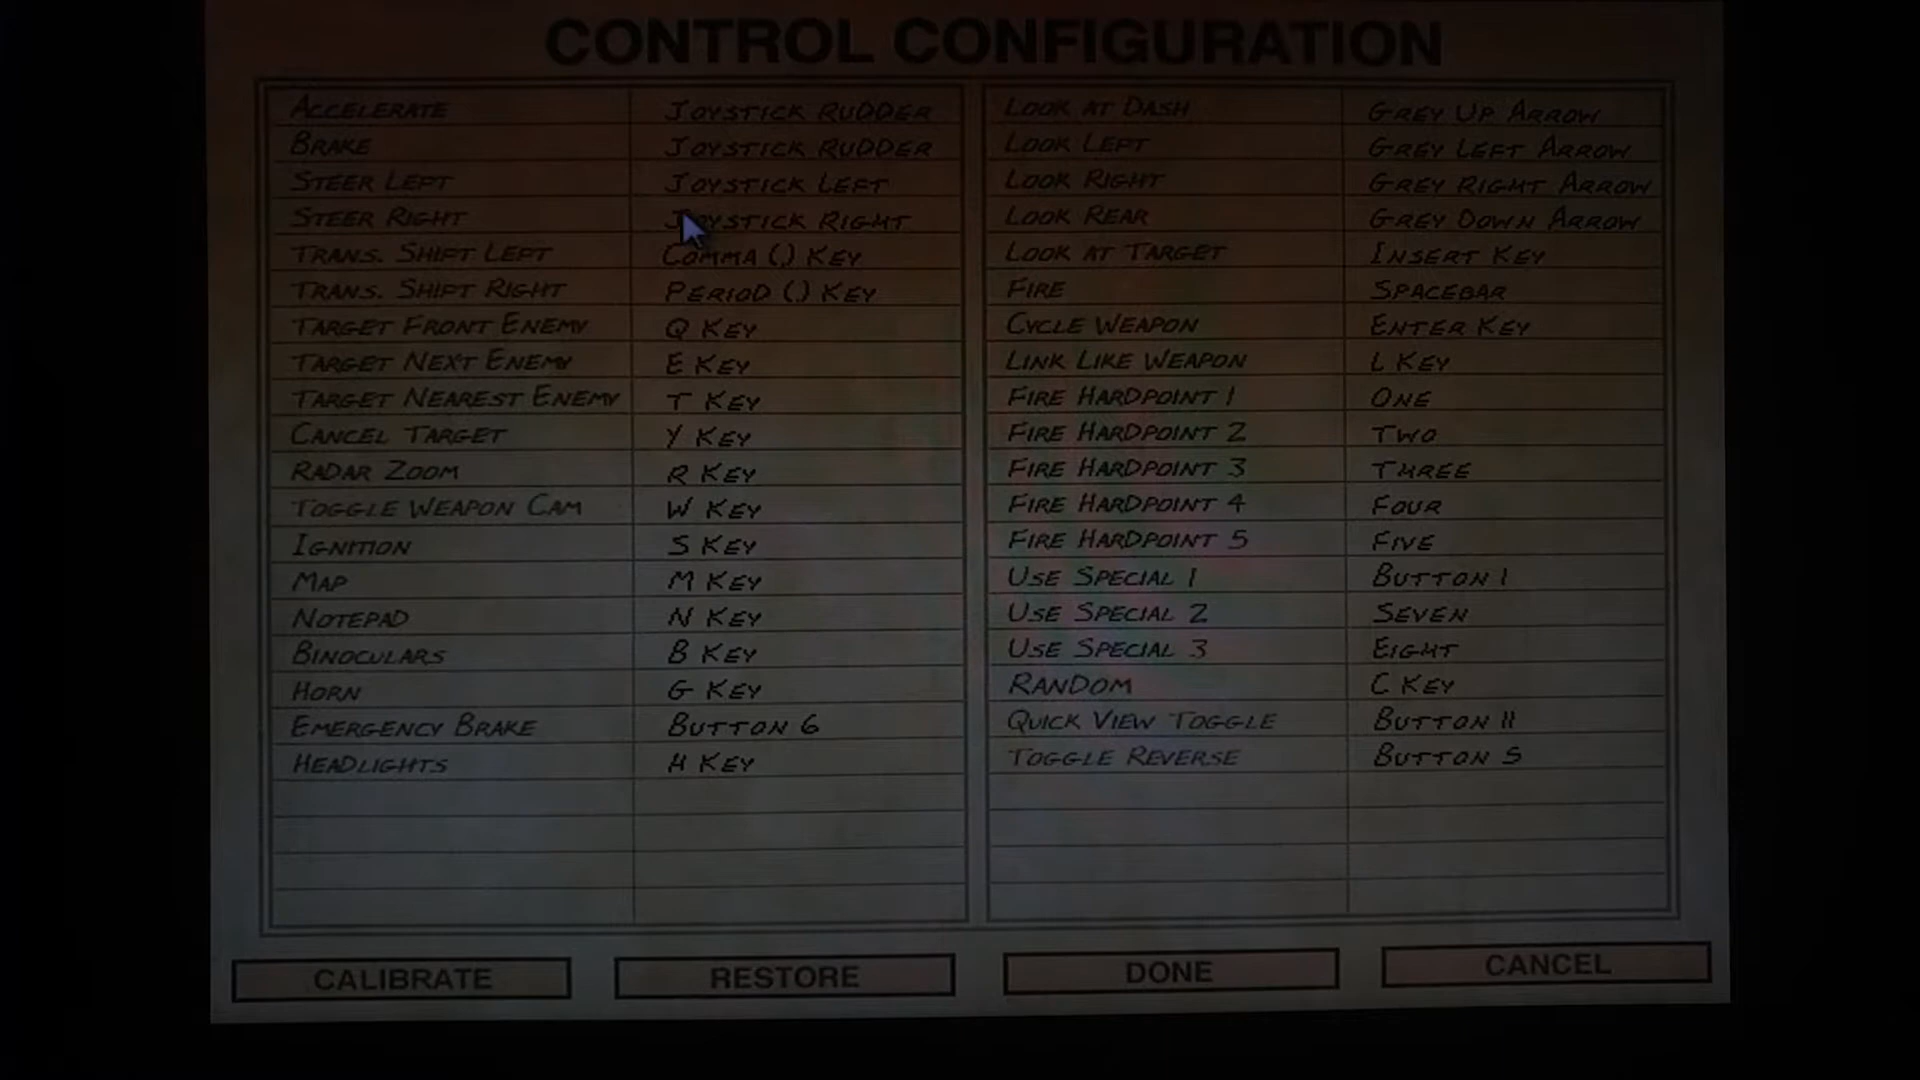 CONTROL CONFIGURATION
ACCELERATE JOYSTICK RUDDER
BRAKE JOYSTICK RUDDER
STEER LEFT JOYSTICK LEFT
STEER RIGHT JOYSTICK RIGHT
TRANS. SHIFT LEFT COMMA (,) KEY
TRANS. SHIFT RIGHT PERIOD (.) KEY
TARGET FRONT ENEMY Q KEY
TARGET NEXT ENEMY E KEY
TARGET NEAREST ENEMY T KEY
CANCEL TARGET Y KEY
RADAR ZOOM R KEY
TOGGLE WEAPON CAM W KEY
IGNITION S KEY
MAP M KEY
NOTEPAD N KEY
BINOCULARS B KEY
HORN G KEY
EMERGENCY BRAKE BUTTON 6
HEADLIGHTS H KEY
LOOK AT DASH GREY UP ARROW
LOOK LEFT GREY LEFT ARROW
LOOK RIGHT GREY RIGHT ARROW
LOOK REAR GREY DOWN ARROW
LOOK AT TARGET INSERT KEY
FIRE SPACEBAR
CYCLE WEAPON ENTER KEY
LINK LIKE WEAPON L KEY
FIRE HARDPOINT 1 ONE
FIRE HARDPOINT 2 TWO
FIRE HARDPOINT 3 THREE
FIRE HARDPOINT 4 FOUR
FIRE HARDPOINT 5 FIVE
USE SPECIAL 1 BUTTON 1
USE SPECIAL 2 SEVEN
USE SPECIAL 3 EIGHT
RANDOM C KEY
QUICK VIEW TOGGLE BUTTON 11
TOGGLE REVERSE BUTTON 5
CALIBRATE RESTORE DONE CANCEL